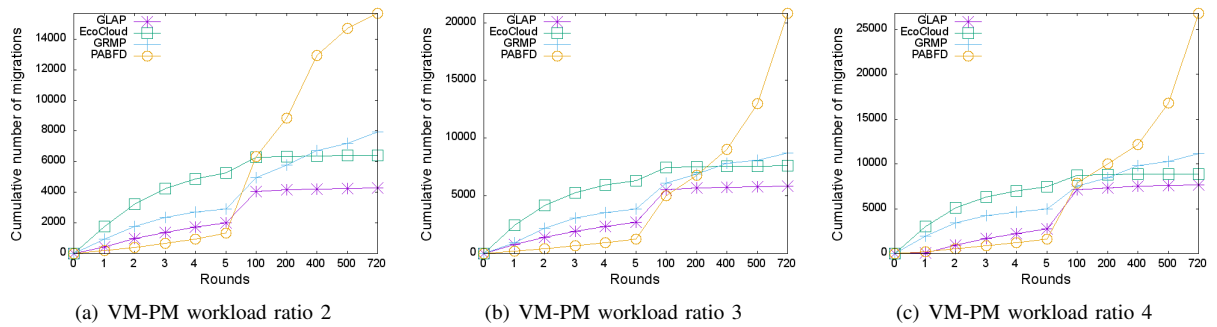 GLAP
EcoCloud
GRMP
PABFD
Cumulative number of migrations
14000
12000
10000
8000
6000
4000
2000
0
0 1 2 3 4 5 100 200 400 500 720
Rounds
(a) VM-PM workload ratio 2
GLAP
EcoCloud
GRMP
PABFD
Cumulative number of migrations
20000
15000
10000
5000
0
0 1 2 3 4 5 100 200 400 500 720
Rounds
(b) VM-PM workload ratio 3
GLAP
EcoCloud
GRMP
PABFD
Cumulative number of migrations
25000
20000
15000
10000
5000
0
0 1 2 3 4 5 100 200 400 500 720
Rounds
(c) VM-PM workload ratio 4